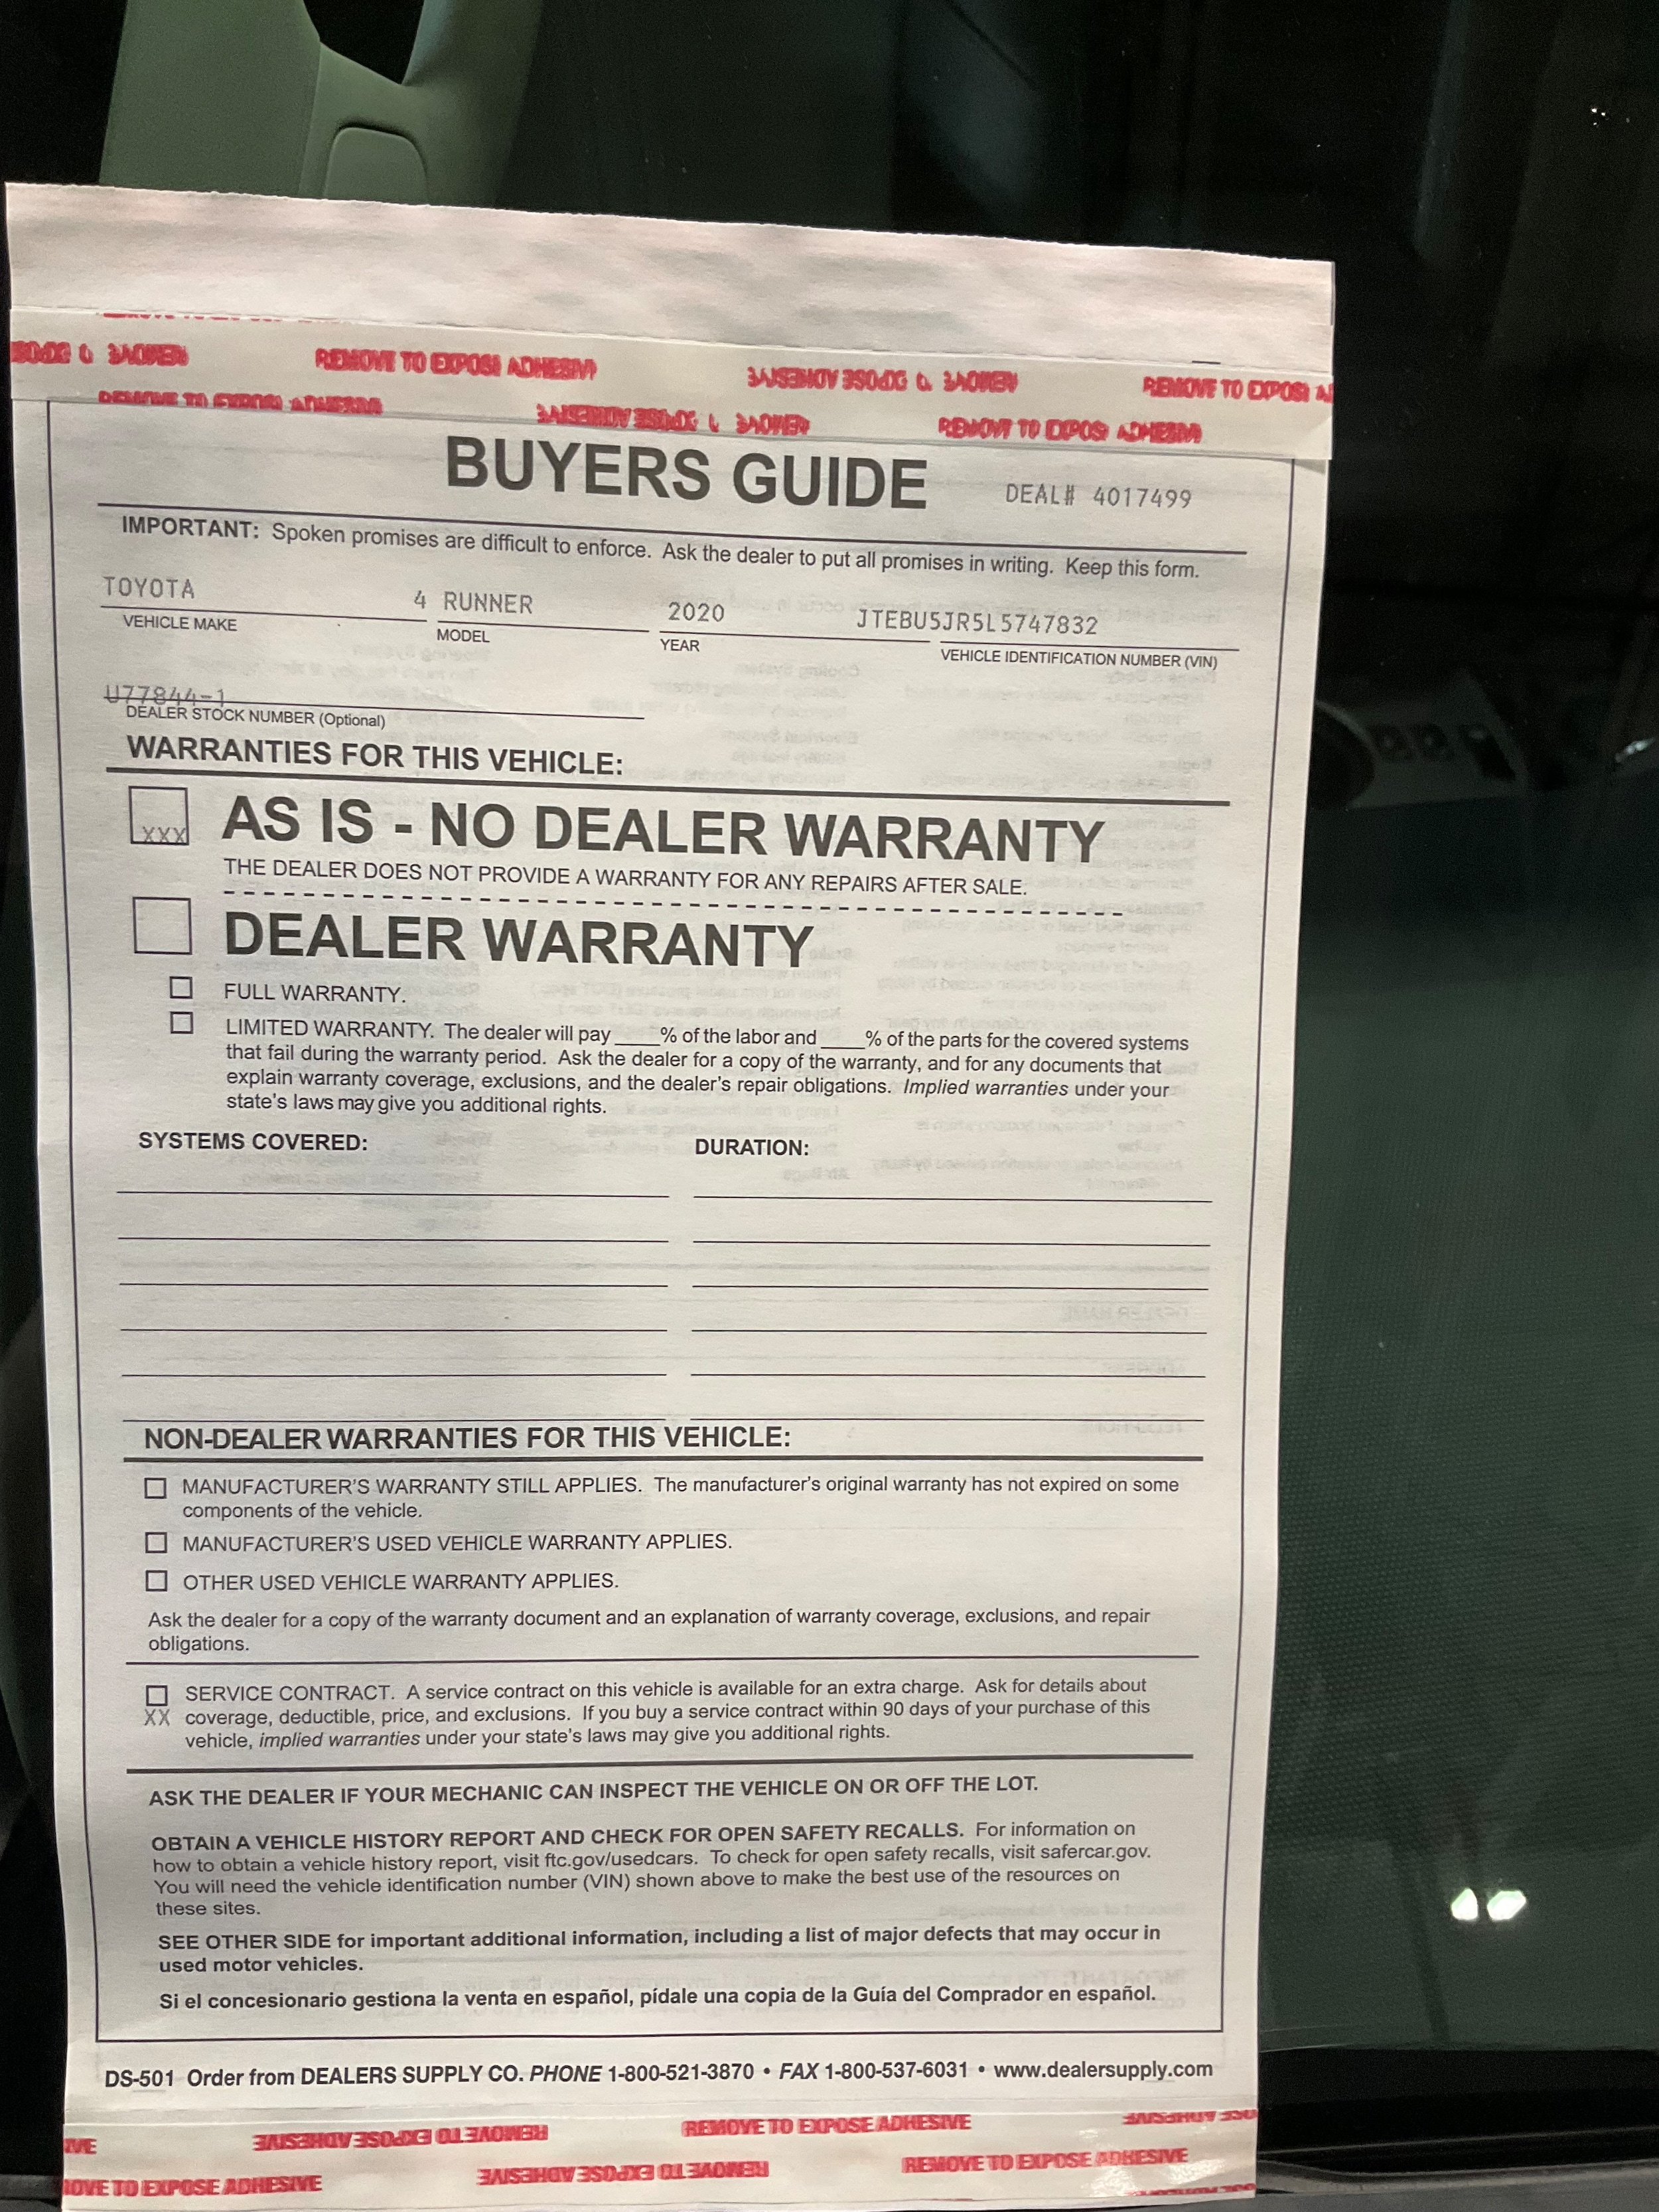 REMOVE TO EXPOSE ADHESIVE
BUYERS GUIDE DEAL# 4017499
IMPORTANT: Spoken promises are difficult to enforce. Ask the dealer to put all promises in writing. Keep this form.
TOYOTA 4 RUNNER 2020 JTEBU5JR5L5747832
VEHICLE MAKE MODEL YEAR VEHICLE IDENTIFICATION NUMBER (VIN)
U77844-1
DEALER STOCK NUMBER (Optional)
WARRANTIES FOR THIS VEHICLE:
XXX AS IS - NO DEALER WARRANTY
THE DEALER DOES NOT PROVIDE A WARRANTY FOR ANY REPAIRS AFTER SALE.
DEALER WARRANTY
FULL WARRANTY.
LIMITED WARRANTY. The dealer will pay ____% of the labor and ____% of the parts for the covered systems
that fail during the warranty period. Ask the dealer for a copy of the warranty, and for any documents that
explain warranty coverage, exclusions, and the dealer's repair obligations. Implied warranties under your
state's laws may give you additional rights.
SYSTEMS COVERED: DURATION:
NON-DEALER WARRANTIES FOR THIS VEHICLE:
MANUFACTURER'S WARRANTY STILL APPLIES. The manufacturer's original warranty has not expired on some
components of the vehicle.
MANUFACTURER'S USED VEHICLE WARRANTY APPLIES.
OTHER USED VEHICLE WARRANTY APPLIES.
Ask the dealer for a copy of the warranty document and an explanation of warranty coverage, exclusions, and repair
obligations.
SERVICE CONTRACT. A service contract on this vehicle is available for an extra charge. Ask for details about
XX coverage, deductible, price, and exclusions. If you buy a service contract within 90 days of your purchase of this
vehicle, implied warranties under your state's laws may give you additional rights.
ASK THE DEALER IF YOUR MECHANIC CAN INSPECT THE VEHICLE ON OR OFF THE LOT.
OBTAIN A VEHICLE HISTORY REPORT AND CHECK FOR OPEN SAFETY RECALLS. For information on
how to obtain a vehicle history report, visit ftc.gov/usedcars. To check for open safety recalls, visit safercar.gov.
You will need the vehicle identification number (VIN) shown above to make the best use of the resources on
these sites.
SEE OTHER SIDE for important additional information, including a list of major defects that may occur in
used motor vehicles.
Si el concesionario gestiona la venta en español, pídale una copia de la Guía del Comprador en español.
DS-501 Order from DEALERS SUPPLY CO. PHONE 1-800-521-3870 • FAX 1-800-537-6031 • www.dealersupply.com
REMOVE TO EXPOSE ADHESIVE REMOVE TO EXPOSE ADHESIVE
REMOVE TO EXPOSE ADHESIVE REMOVE TO EXPOSE ADHESIVE